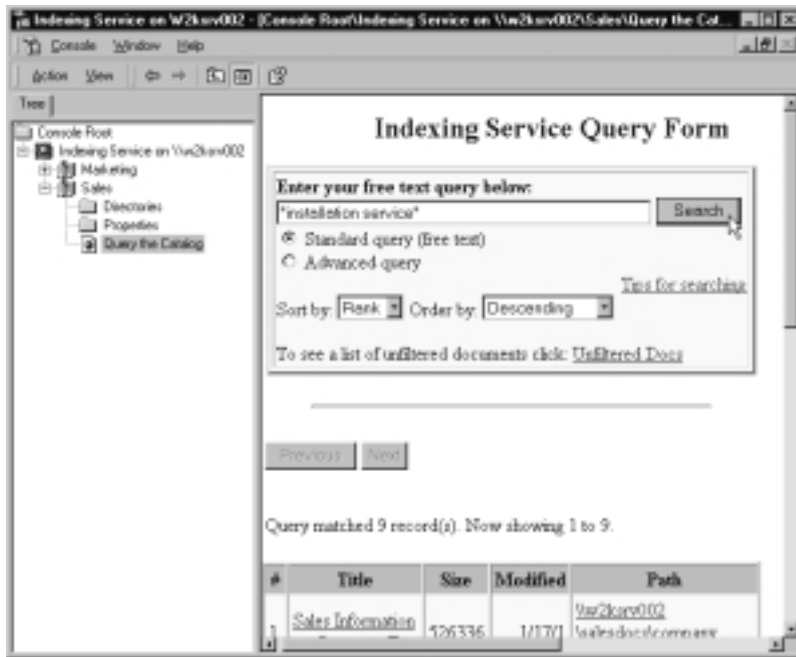 Indexing Service on W2ksrv002 - [Console Root\Indexing Service on \\w2ksrv002\Sales\Query the Cat...
Console Window Help
Action View
Tree
Console Root
Indexing Service on \\w2ksrv002
Marketing
Sales
Directories
Properties
Query the Catalog
Indexing Service Query Form
Enter your free text query below:
"installation service"
Search
Standard query (free text)
Advanced query
Tips for searching
Sort by: Rank Order by: Descending
To see a list of unfiltered documents click: Unfiltered Docs
Previous Next
Query matched 9 record(s). Now showing 1 to 9.
# Title Size Modified Path
1 Sales Information 526336 1/17/1 \\w2ksrv002
\salesdocs\company